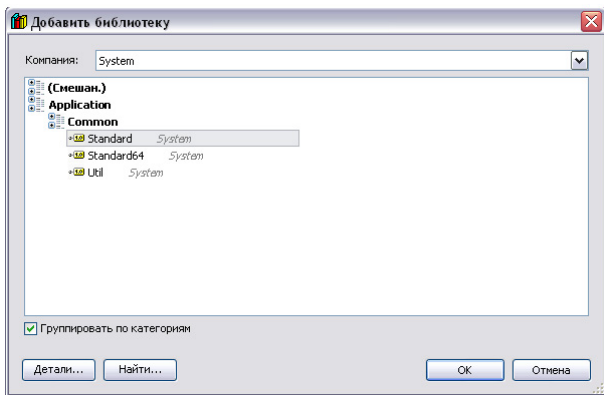 Добавить библиотеку
Компания: System
(Смешан.)
Application
Common
Standard System
Standard64 System
Util System
Группировать по категориям
Детали... Найти... OK Отмена